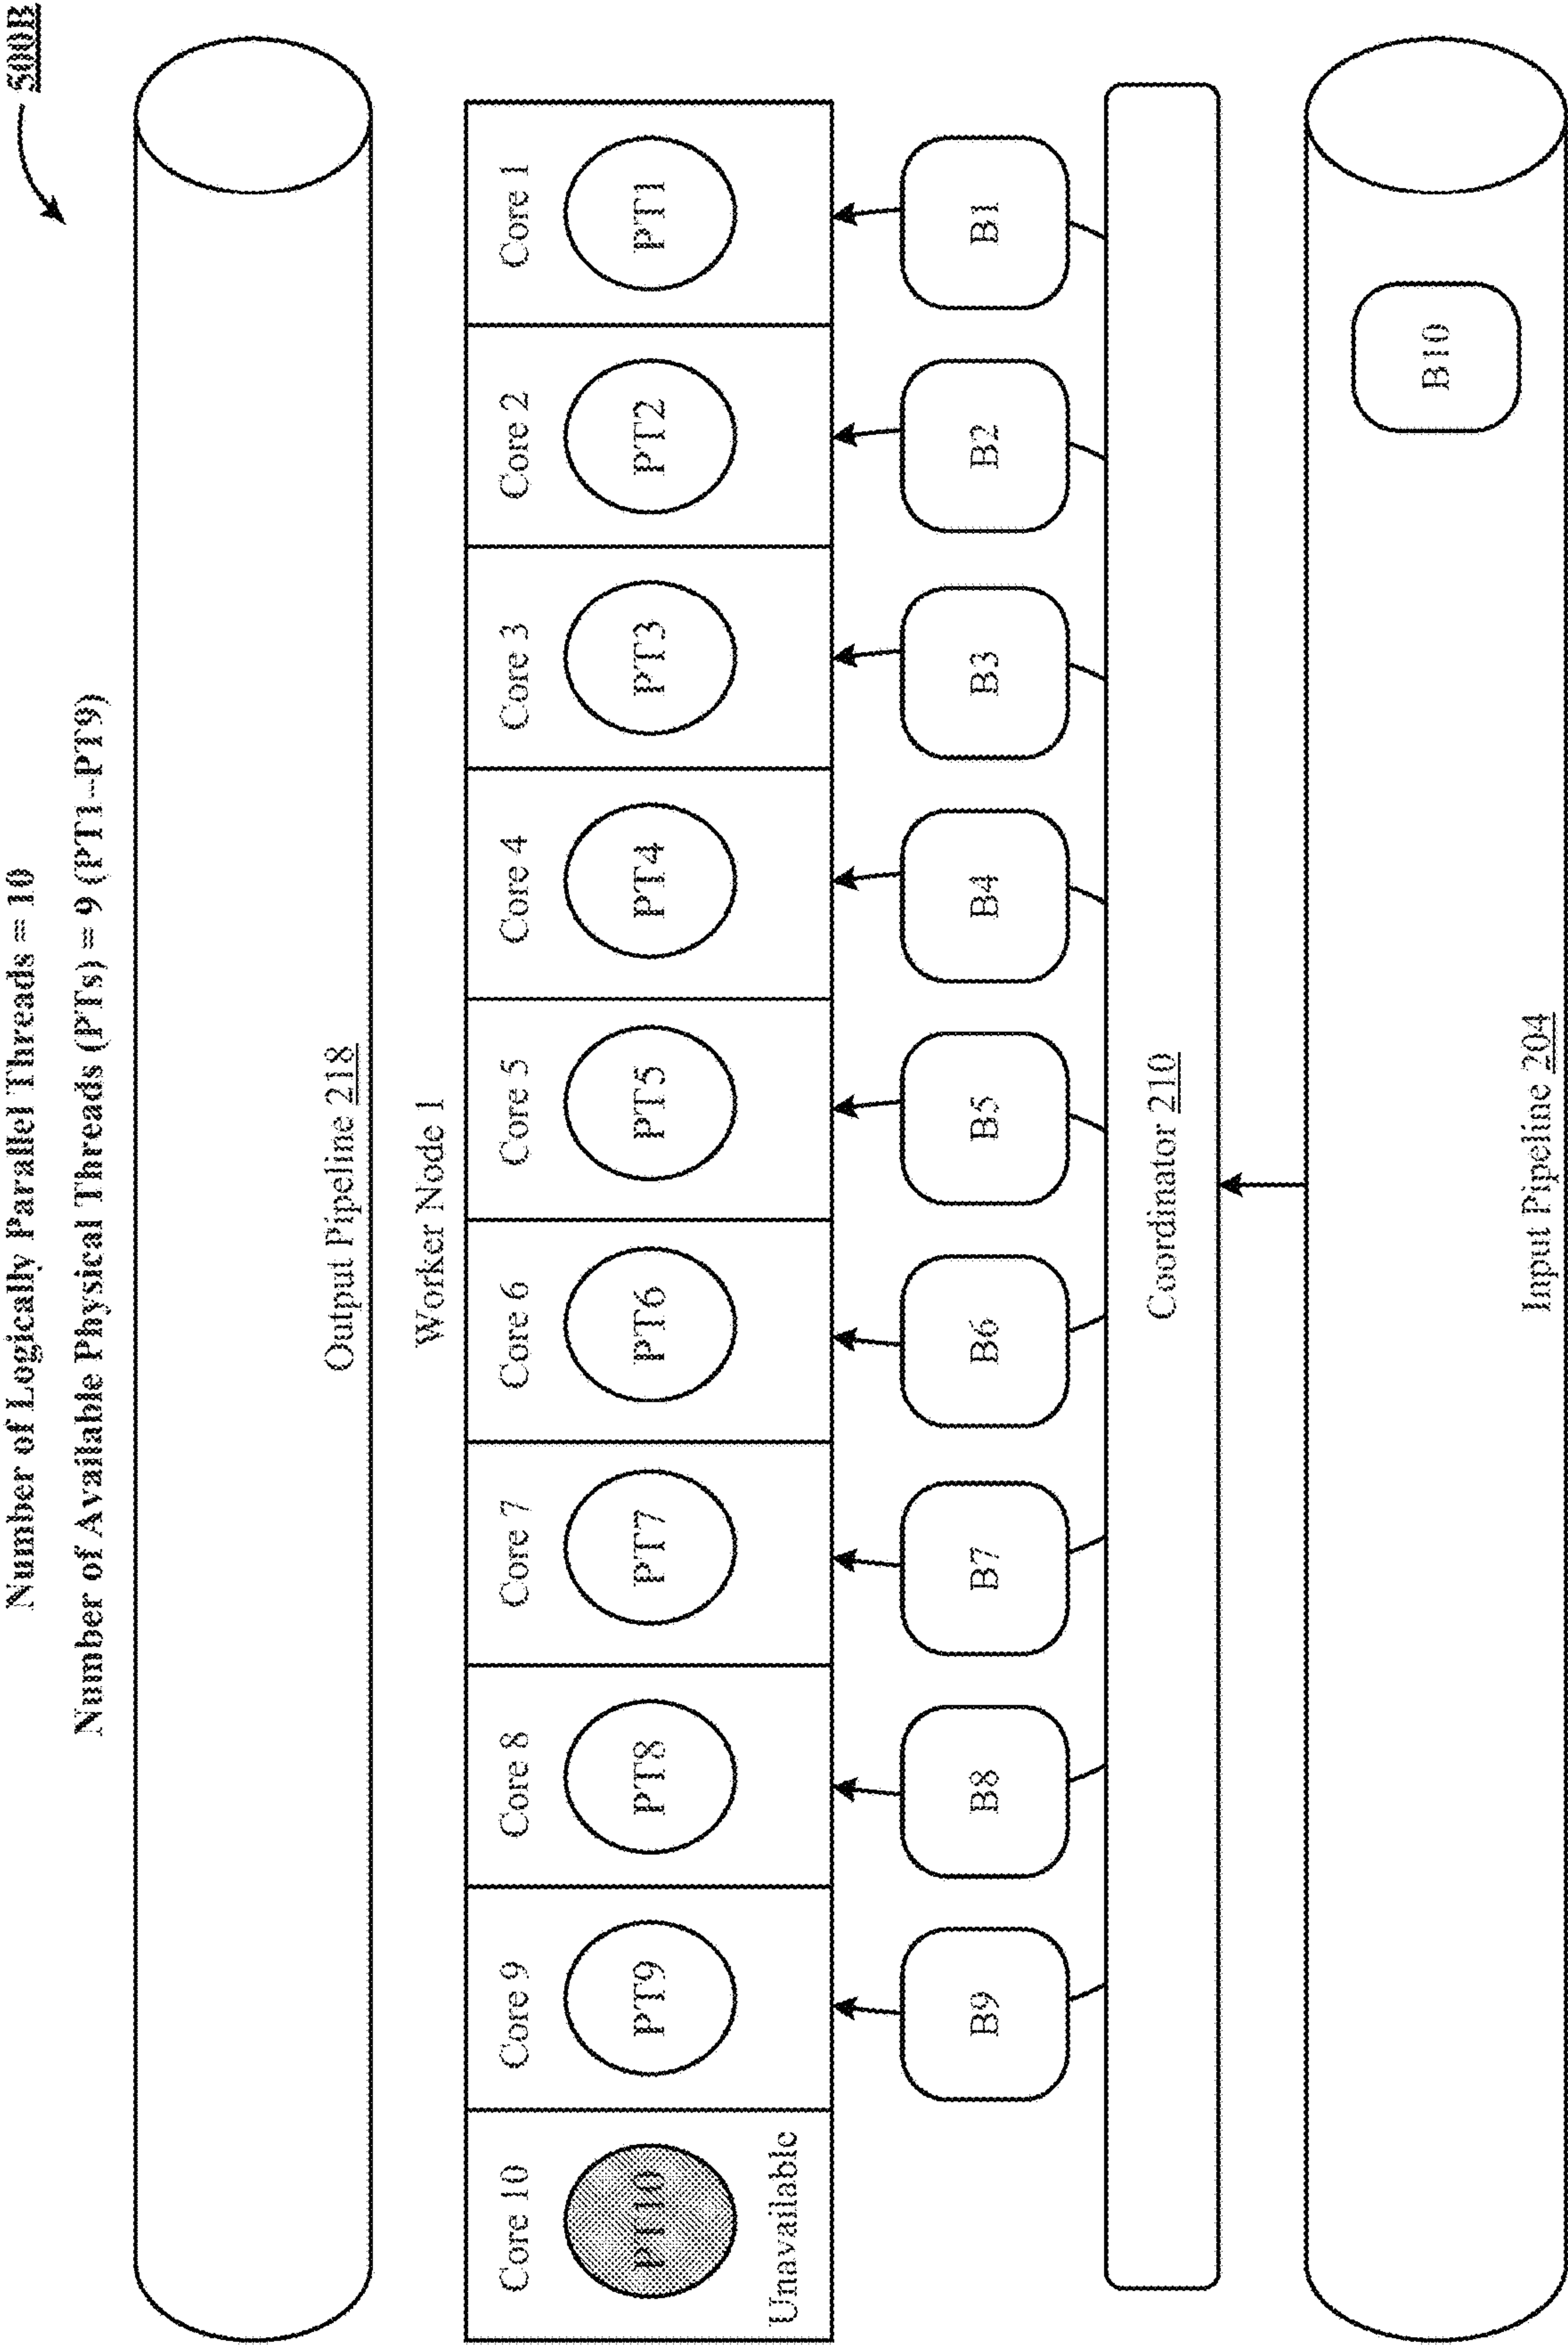 500B
Number of Logically Parallel Threads = 10
Number of Available Physical Threads (PTs) = 9 (PT1–PT9)
Output Pipeline 218
Worker Node 1
Core 10
Core 9
Core 8
Core 7
Core 6
Core 5
Core 4
Core 3
Core 2
Core 1
PT10
PT9
PT8
PT7
PT6
PT5
PT4
PT3
PT2
PT1
Unavailable
B9
B8
B7
B6
B5
B4
B3
B2
B1
Coordinator 210
B10
Input Pipeline 204